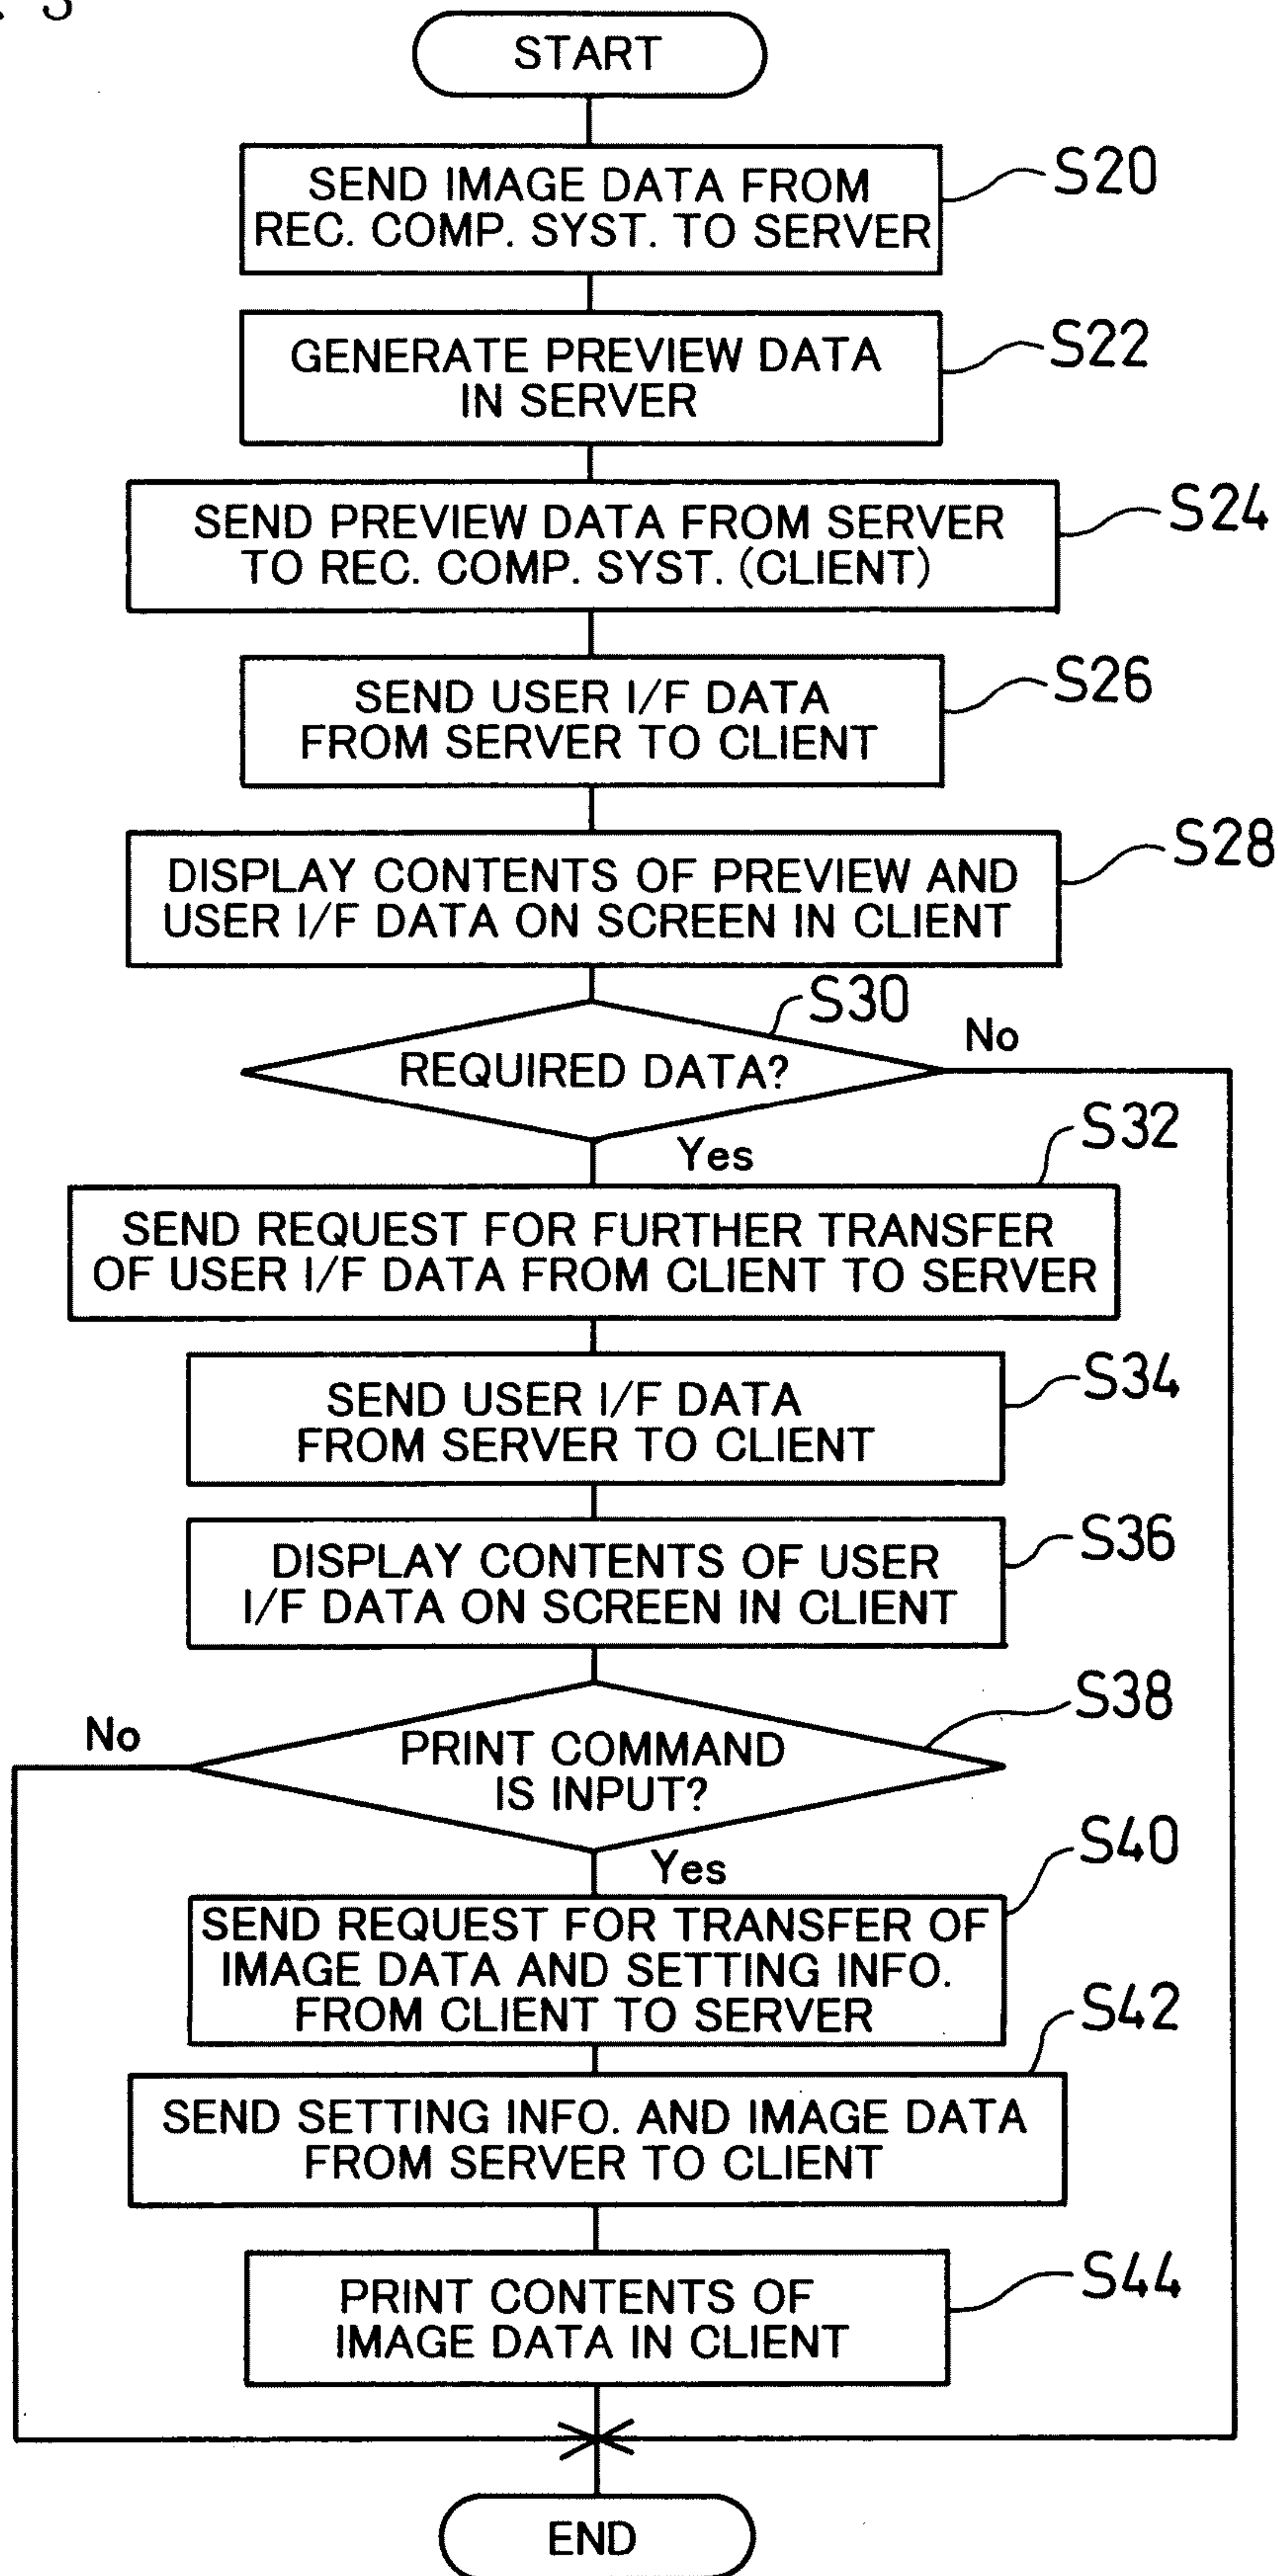 . 3
START
SEND IMAGE DATA FROM
REC. COMP. SYST. TO SERVER
S20
GENERATE PREVIEW DATA
IN SERVER
S22
SEND PREVIEW DATA FROM SERVER
TO REC. COMP. SYST. (CLIENT)
S24
SEND USER I/F DATA
FROM SERVER TO CLIENT
S26
DISPLAY CONTENTS OF PREVIEW AND
USER I/F DATA ON SCREEN IN CLIENT
S28
REQUIRED DATA?
S30
No
Yes
SEND REQUEST FOR FURTHER TRANSFER
OF USER I/F DATA FROM CLIENT TO SERVER
S32
SEND USER I/F DATA
FROM SERVER TO CLIENT
S34
DISPLAY CONTENTS OF USER
I/F DATA ON SCREEN IN CLIENT
S36
PRINT COMMAND
IS INPUT?
S38
No
Yes
SEND REQUEST FOR TRANSFER OF
IMAGE DATA AND SETTING INFO.
FROM CLIENT TO SERVER
S40
SEND SETTING INFO. AND IMAGE DATA
FROM SERVER TO CLIENT
S42
PRINT CONTENTS OF
IMAGE DATA IN CLIENT
S44
END